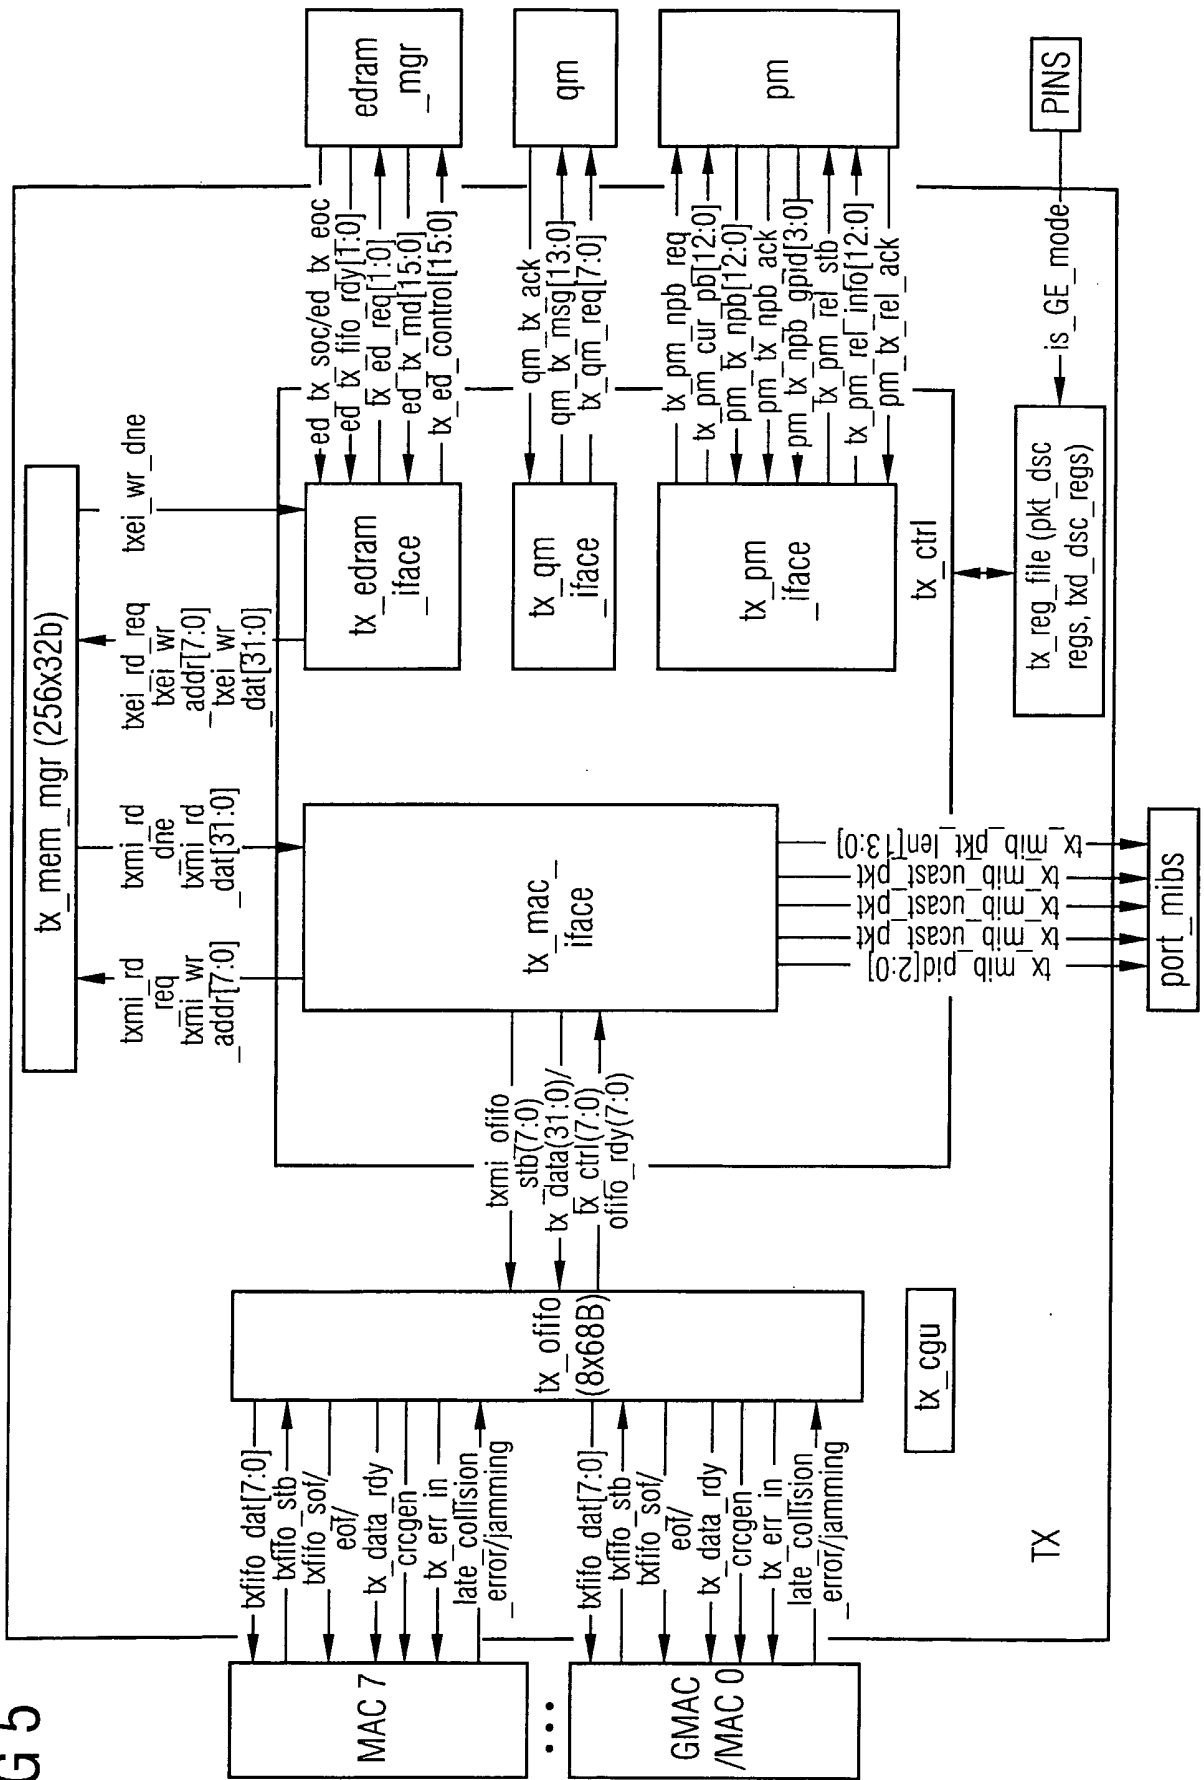 FIG 5
tx_mem_mgr (256x32b)
txmi_rd
req
txmi_wr
_addr[7:0]
txmi_rd
_dne
txmi_rd
_dat[31:0]
txei_rd_req
txei_wr
_addr[7:0]
txei_wr
_dat[31:0]
txei_wr_dne
MAC 7
txfifo_dat[7:0]
txfifo_stb
txfifo_sof/
eof/
tx_data_rdy
crcgen
tx_err_in
late_collision
_error/jamming
GMAC
/MAC 0
txfifo_dat[7:0]
txfifo_stb
txfifo_sof/
eof/
tx_data_rdy
crcgen
tx_err_in
late_collision
_error/jamming
tx_ofifo
(8x68B)
txmi_ofifo
stb(7:0)
tx_data(31:0)/
tx_ctrl(7:0)
ofifo_rdy(7:0)
tx_mac_
iface
tx_edram
_iface
ed_tx_soc/ed_tx_eoc
ed_tx_fifo_rdy[1:0]
tx_ed_req[1:0]
ed_tx_md[15:0]
tx_ed_control[15:0]
edram
_mgr
tx_qm
_iface
qm_tx_ack
qm_tx_msg[13:0]
tx_qm_req[7:0]
qm
tx_pm
_iface
tx_pm_npb_req
tx_pm_cur_pb[12:0]
pm_tx_npb[12:0]
pm_tx_npb_ack
pm_tx_npb_gpid[3:0]
tx_pm_rel_stb
tx_pm_rel_info[12:0]
pm_tx_rel_ack
pm
tx_ctrl
tx_reg_file (pkt_dsc
regs, txd_dsc_regs)
is_GE_mode
PINS
tx_mib_pid[2:0]
tx_mib_ucast_pkt
tx_mib_ucast_pkt
tx_mib_ucast_pkt
tx_mib_pkt_len[13:0]
port_mibs
tx_cgu
TX